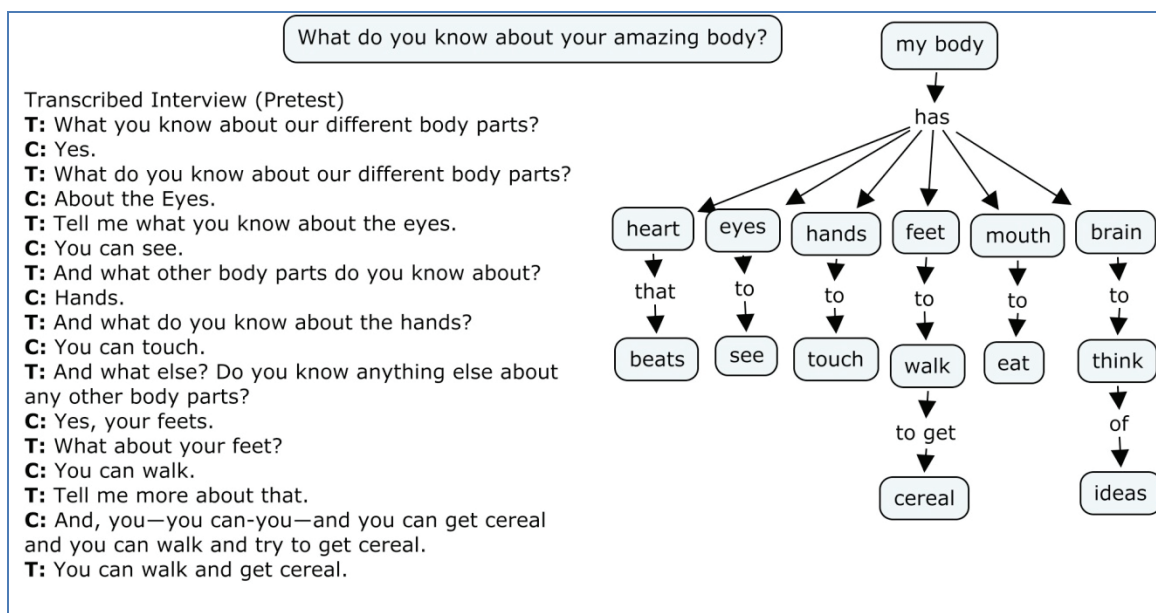 What do you know about your amazing body?
Transcribed Interview (Pretest)
T: What you know about our different body parts?
C: Yes.
T: What do you know about our different body parts?
C: About the Eyes.
T: Tell me what you know about the eyes.
C: You can see.
T: And what other body parts do you know about?
C: Hands.
T: And what do you know about the hands?
C: You can touch.
T: And what else? Do you know anything else about
any other body parts?
C: Yes, your feets.
T: What about your feet?
C: You can walk.
T: Tell me more about that.
C: And, you—you can-you—and you can get cereal
and you can walk and try to get cereal.
T: You can walk and get cereal.
my body
has
heart eyes hands feet mouth brain
that to to to to to
beats see touch walk eat think
to get of
cereal ideas